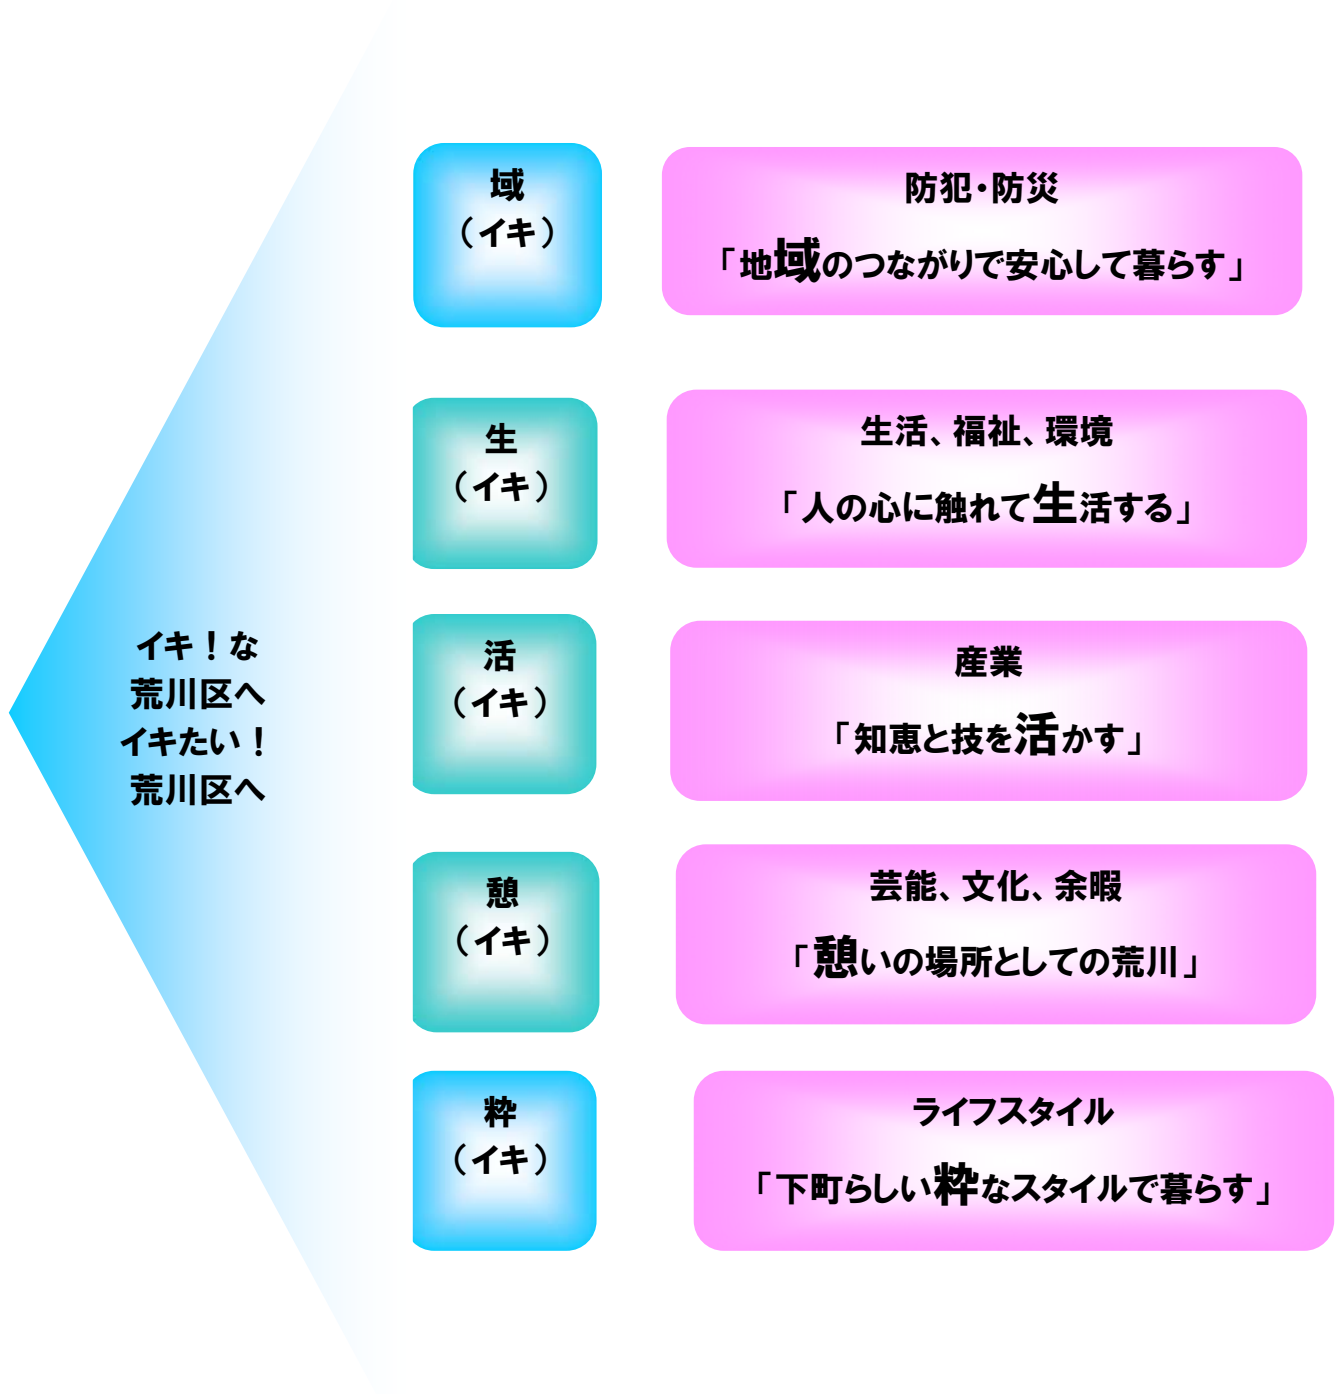 イキ！な
荒川区へ
イキたい！
荒川区へ
域
（イキ）
防犯・防災
「地域のつながりで安心して暮らす」
生
（イキ）
生活、福祉、環境
「人の心に触れて生活する」
活
（イキ）
産業
「知恵と技を活かす」
憩
（イキ）
芸能、文化、余暇
「憩いの場所としての荒川」
粋
（イキ）
ライフスタイル
「下町らしい粋なスタイルで暮らす」